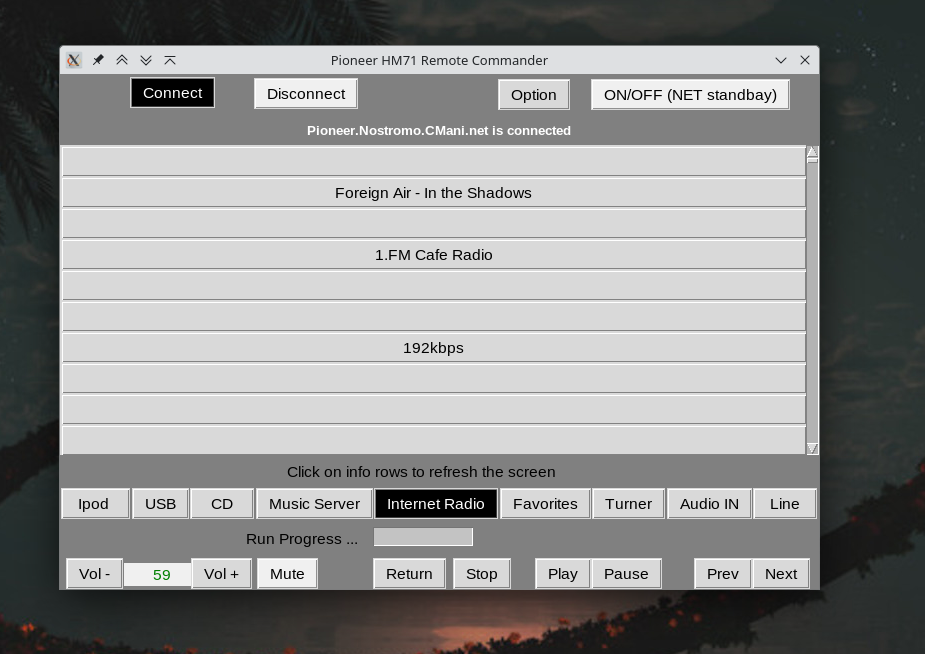 Pioneer HM71 Remote Commander
Connect Disconnect Option ON/OFF (NET standbay)
Pioneer.Nostromo.CMani.net is connected
Foreign Air - In the Shadows
1.FM Cafe Radio
192kbps
Click on info rows to refresh the screen
Ipod USB CD Music Server Internet Radio Favorites Turner Audio IN Line
Run Progress ...
Vol - 59 Vol + Mute Return Stop Play Pause Prev Next